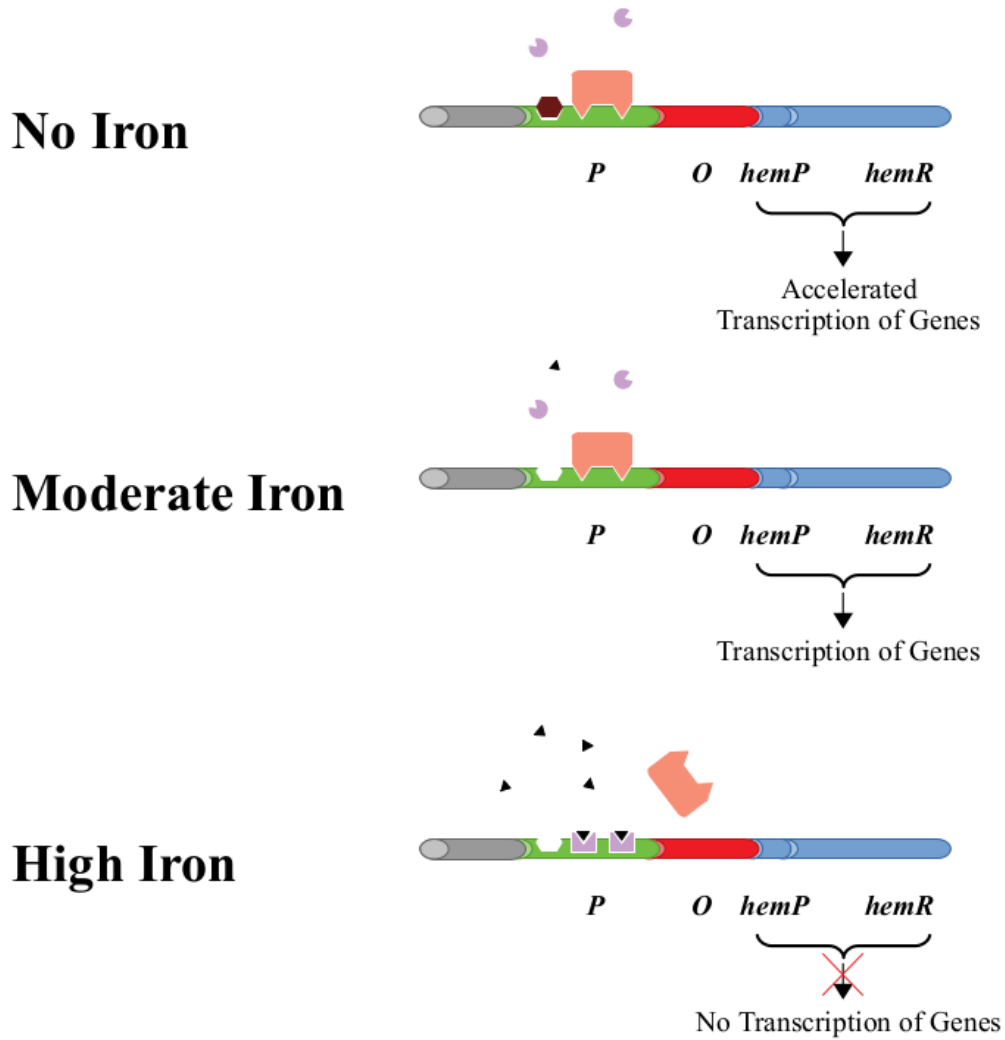 No Iron
P O hemP hemR
Accelerated
Transcription of Genes
Moderate Iron
P O hemP hemR
Transcription of Genes
High Iron
P O hemP hemR
No Transcription of Genes